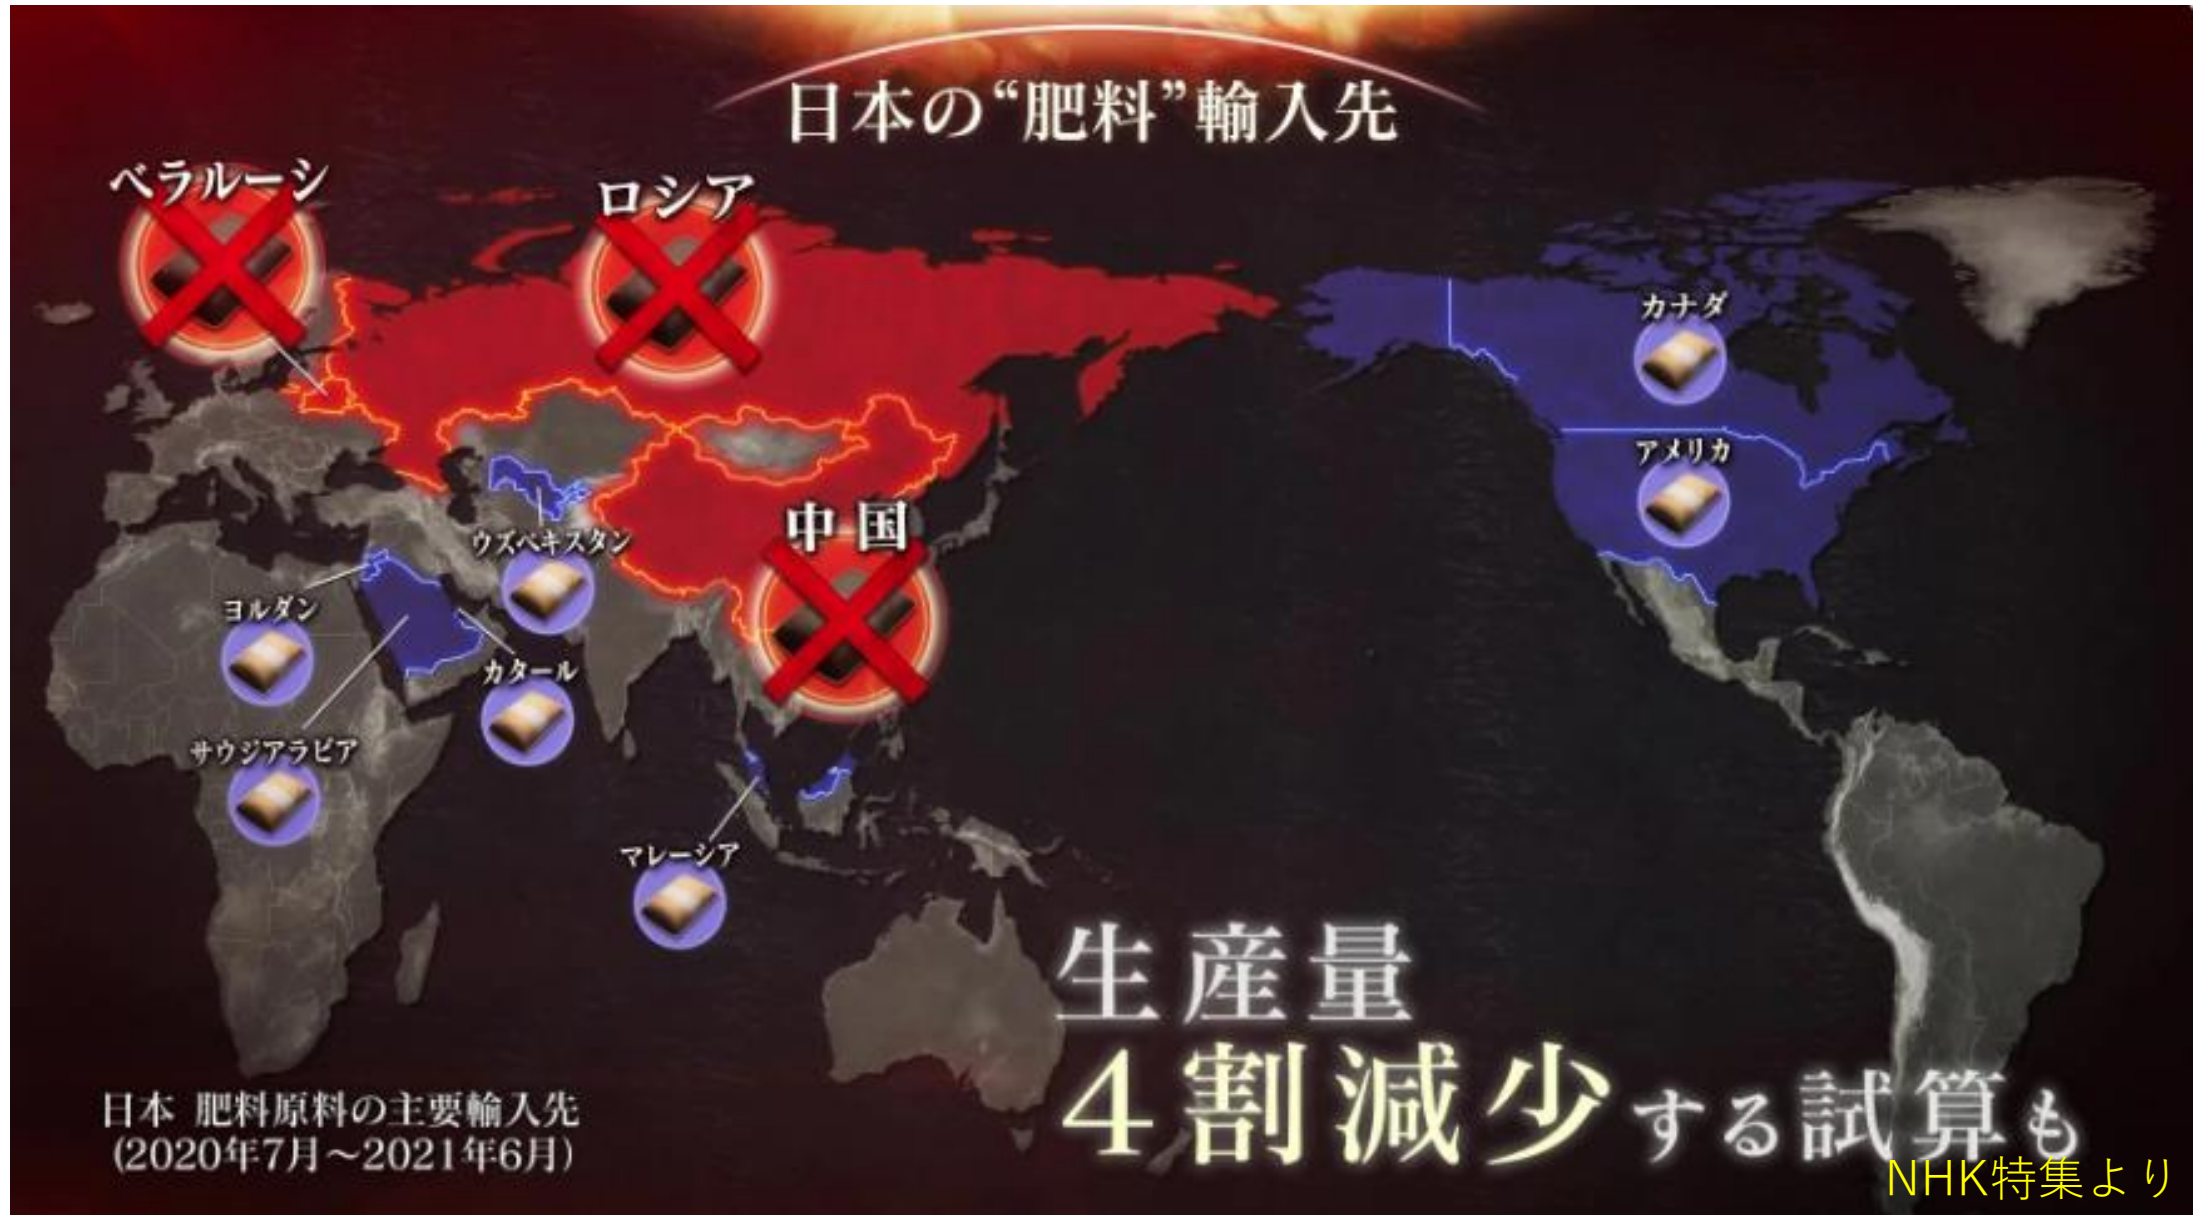 日本の“肥料”輸入先
ベラルーシ
ロシア
カナダ
アメリカ
中国
ウズベキスタン
ヨルダン
カタール
サウジアラビア
マレーシア
生産量
4割減少する試算も
日本 肥料原料の主要輸入先
(2020年7月～2021年6月)
NHK特集より